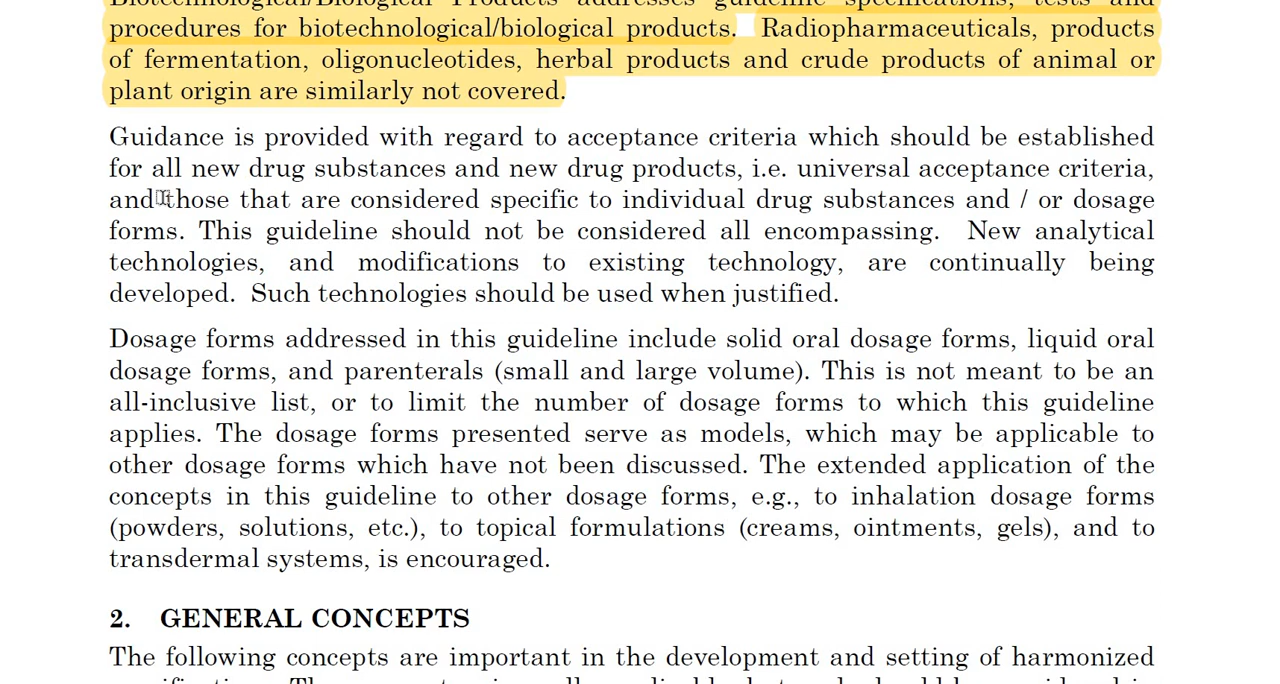 Biotechnological/Biological Products addresses guideline specifications, tests and
procedures for biotechnological/biological products. Radiopharmaceuticals, products
of fermentation, oligonucleotides, herbal products and crude products of animal or
plant origin are similarly not covered.
Guidance is provided with regard to acceptance criteria which should be established
for all new drug substances and new drug products, i.e. universal acceptance criteria,
and those that are considered specific to individual drug substances and / or dosage
forms. This guideline should not be considered all encompassing. New analytical
technologies, and modifications to existing technology, are continually being
developed. Such technologies should be used when justified.
Dosage forms addressed in this guideline include solid oral dosage forms, liquid oral
dosage forms, and parenterals (small and large volume). This is not meant to be an
all-inclusive list, or to limit the number of dosage forms to which this guideline
applies. The dosage forms presented serve as models, which may be applicable to
other dosage forms which have not been discussed. The extended application of the
concepts in this guideline to other dosage forms, e.g., to inhalation dosage forms
(powders, solutions, etc.), to topical formulations (creams, ointments, gels), and to
transdermal systems, is encouraged.
2. GENERAL CONCEPTS
The following concepts are important in the development and setting of harmonized